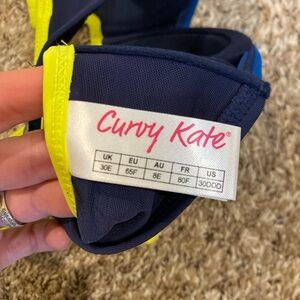 Curvy Kate®
UK EU AU FR US
30E 65F 8E 80F 30DDD